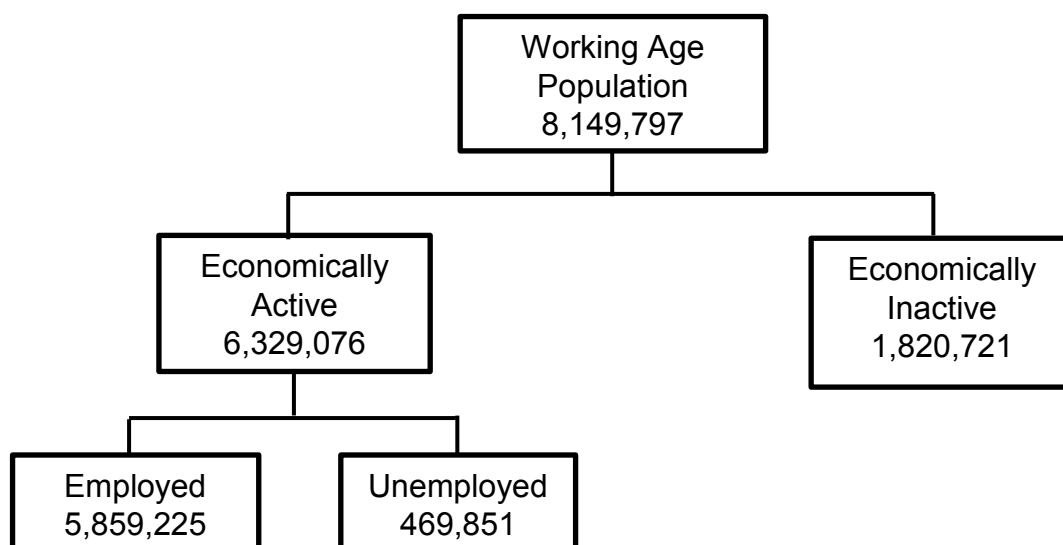 Working Age
Population
8,149,797
Economically
Active
6,329,076
Economically
Inactive
1,820,721
Employed
5,859,225
Unemployed
469,851